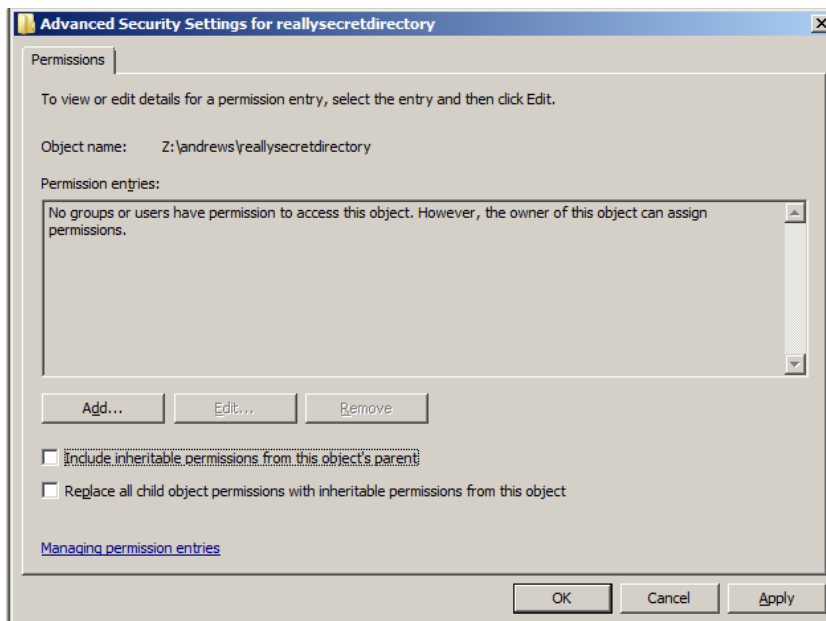 Advanced Security Settings for reallysecretdirectory
Permissions
To view or edit details for a permission entry, select the entry and then click Edit.
Object name: Z:\andrews\reallysecretdirectory
Permission entries:
No groups or users have permission to access this object. However, the owner of this object can assign
permissions.
Add... Edit... Remove
Include inheritable permissions from this object's parent
Replace all child object permissions with inheritable permissions from this object
Managing permission entries
OK Cancel Apply